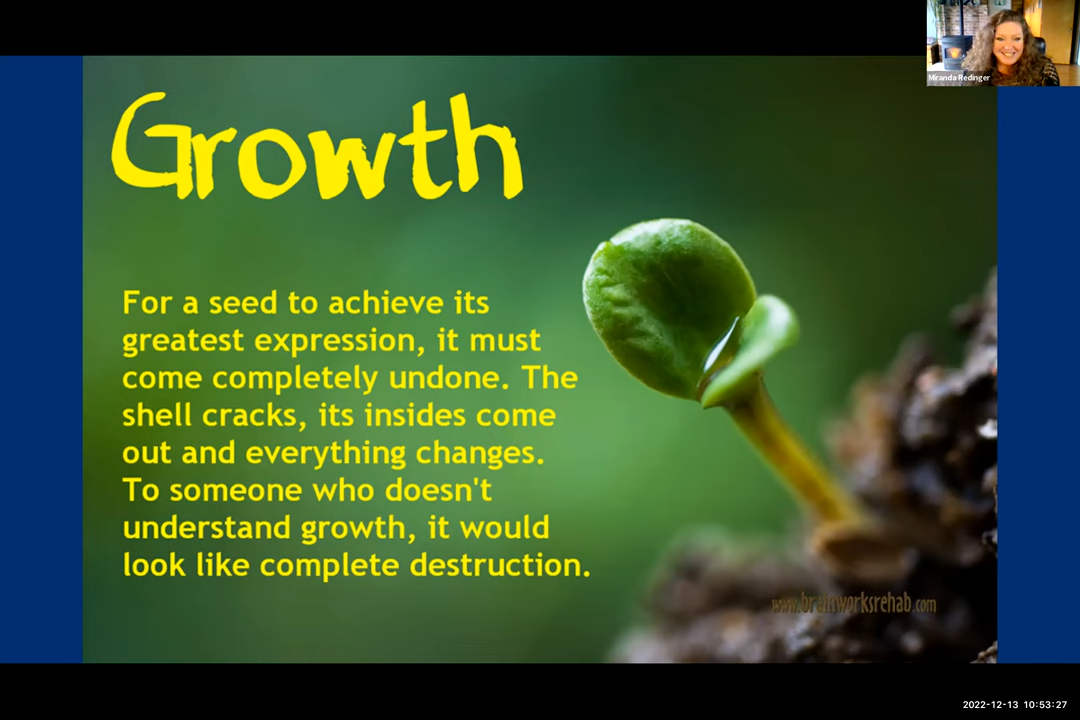 Miranda Redinger
Growth
For a seed to achieve its
greatest expression, it must
come completely undone. The
shell cracks, its insides come
out and everything changes.
To someone who doesn't
understand growth, it would
look like complete destruction.
www.brainworksrehab.com
2022-12-13 10:53:27